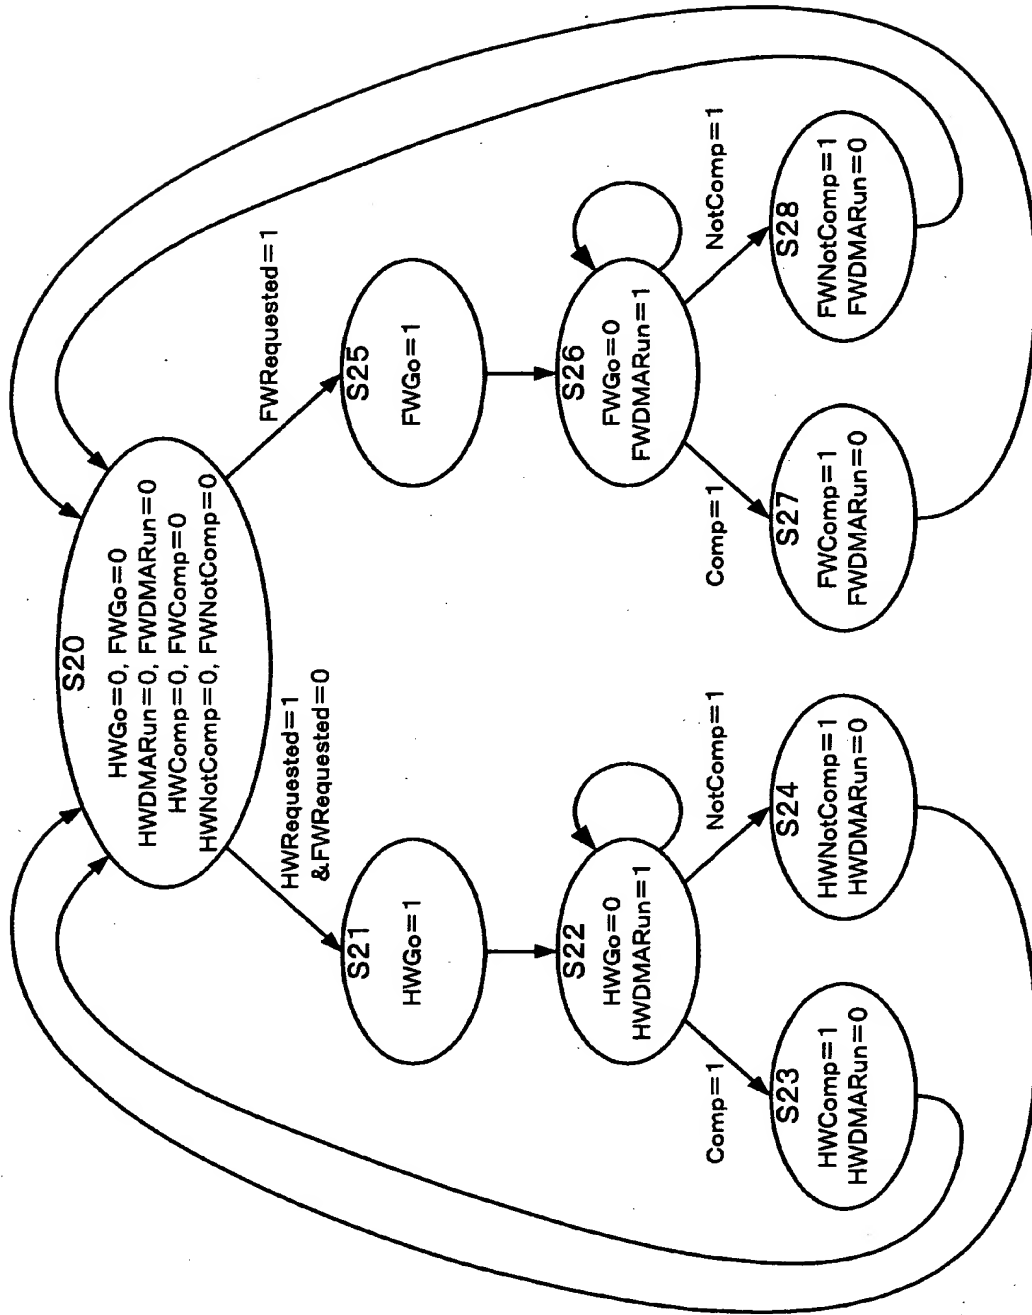 S20
HWGo=0, FWGo=0
HWDMARun=0, FWDMARun=0
HWComp=0, FWComp=0
HWNotComp=0, FWNotComp=0
HWRequested=1
&FWRequested=0
FWRequested=1
S21
HWGo=1
S25
FWGo=1
S22
HWGo=0
HWDMARun=1
S26
FWGo=0
FWDMARun=1
Comp=1
NotComp=1
Comp=1
NotComp=1
S23
HWComp=1
HWDMARun=0
S24
HWNotComp=1
HWDMARun=0
S27
FWComp=1
FWDMARun=0
S28
FWNotComp=1
FWDMARun=0